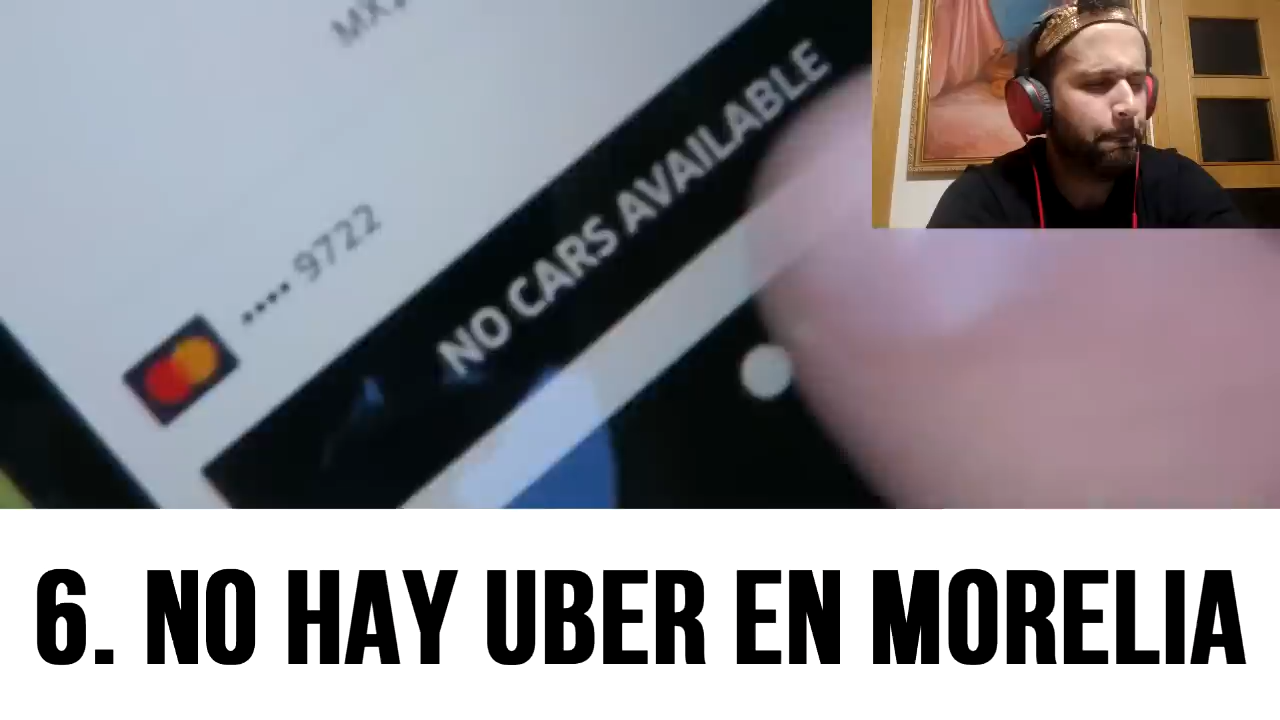 •••• 9722
NO CARS AVAILABLE
6. NO HAY UBER EN MORELIA